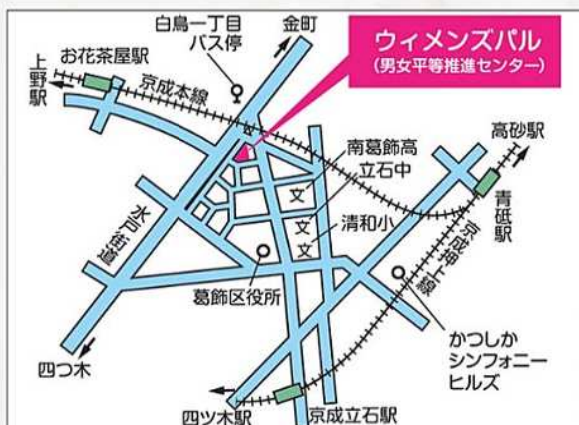 白鳥一丁目
バス停
金町
ウィメンズパル
(男女平等推進センター)
お花茶屋駅
上野駅
京成本線
高砂駅
南葛飾高
立石中
文
清和小
文
文
青砥駅
水戸街道
京成押上線
葛飾区役所
かつしか
シンフォニー
ヒルズ
四つ木
四ツ木駅
京成立石駅